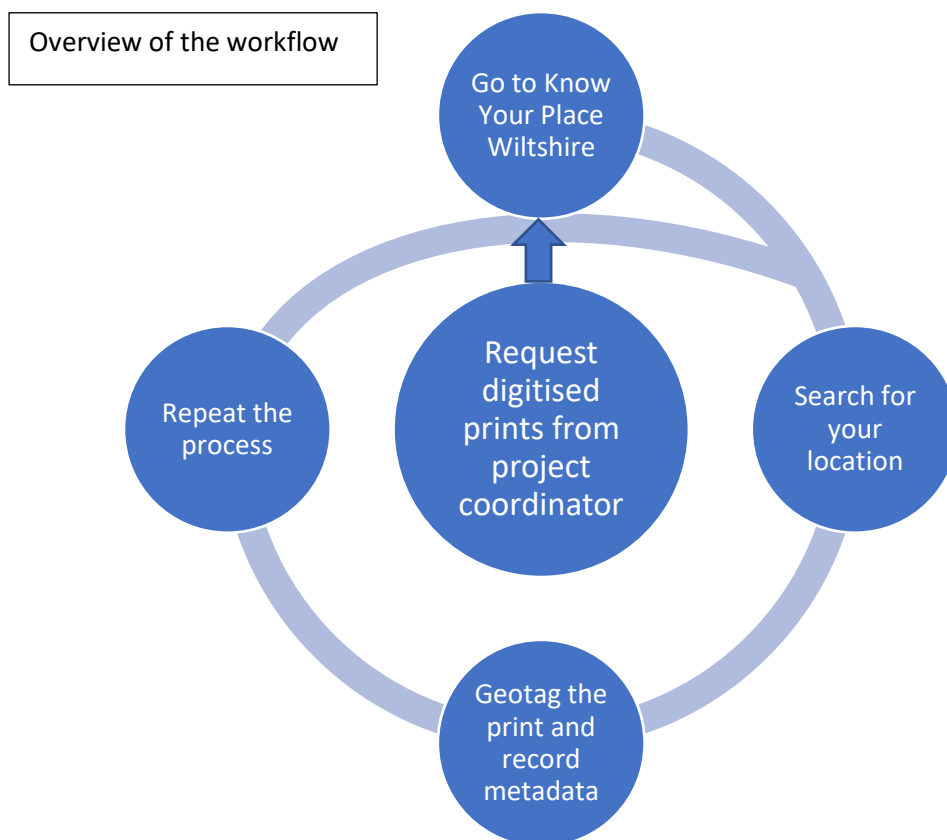 Overview of the workflow
Go to Know
Your Place
Wiltshire
Request
digitised
prints from
project
coordinator
Search for
your
location
Geotag the
print and
record
metadata
Repeat the
process